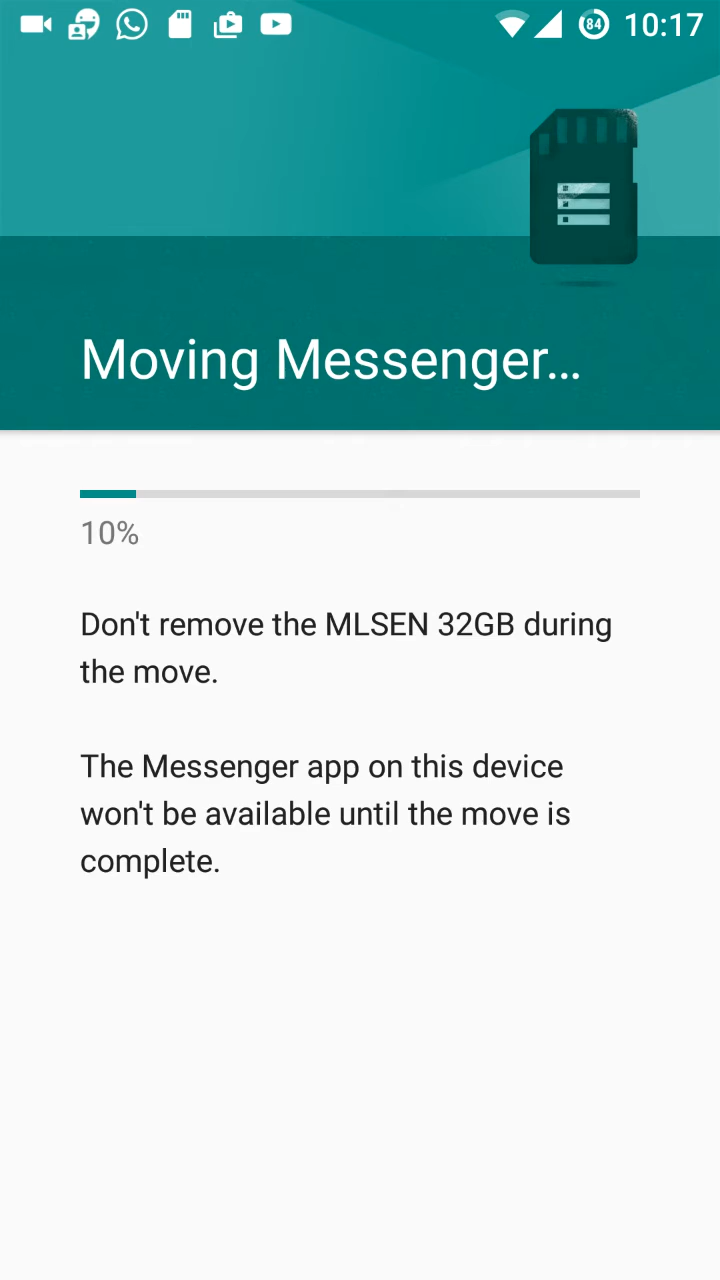 84 10:17
Moving Messenger...
10%
Don't remove the MLSEN 32GB during
the move.
The Messenger app on this device
won't be available until the move is
complete.